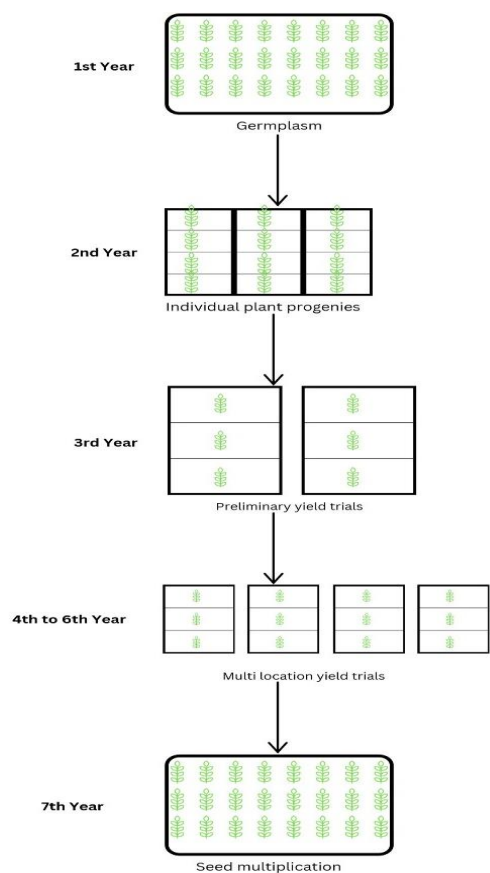 1st Year
Germplasm
2nd Year
Individual plant progenies
3rd Year
Preliminary yield trials
4th to 6th Year
Multi location yield trials
7th Year
Seed multiplication